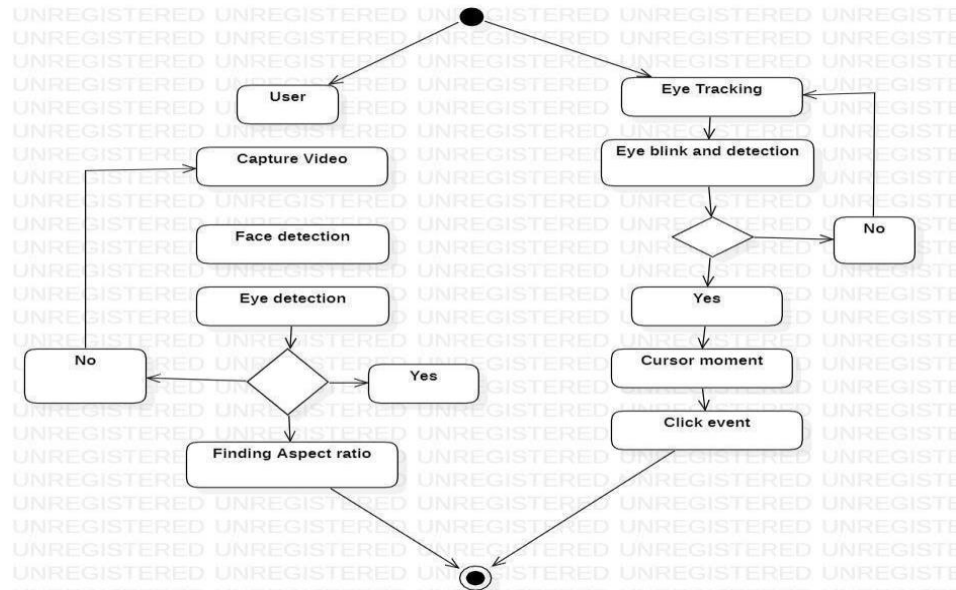 User
Capture Video
Face detection
Eye detection
No
Yes
Finding Aspect ratio
Eye Tracking
Eye blink and detection
No
Yes
Cursor moment
Click event
UNREGISTERED